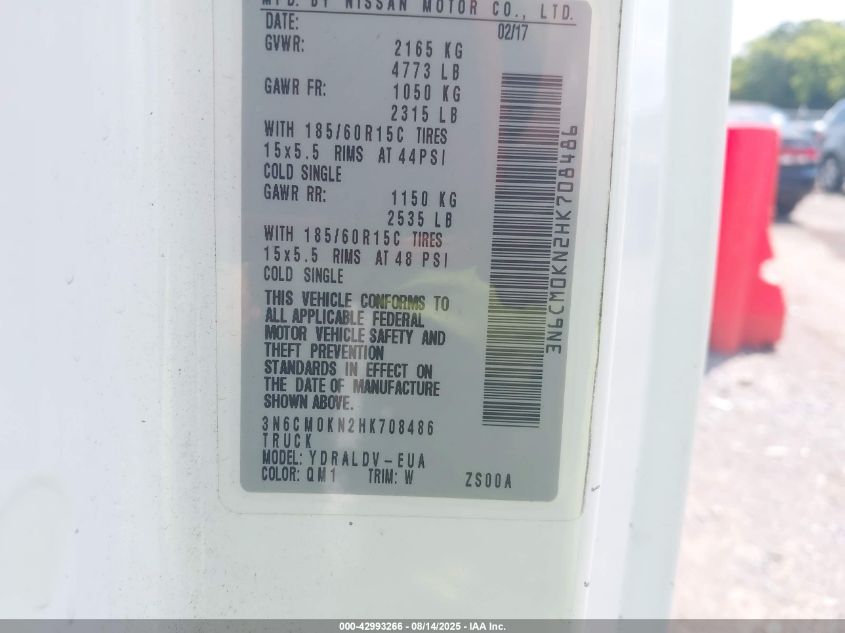 MFD. BY NISSAN MOTOR CO., LTD.
DATE: 02/17
GVWR: 2165 KG
4773 LB
GAWR FR: 1050 KG
2315 LB
WITH 185/60R15C TIRES
15x5.5 RIMS AT 44PSI
COLD SINGLE
GAWR RR: 1150 KG
2535 LB
WITH 185/60R15C TIRES
15x5.5 RIMS AT 48 PSI
COLD SINGLE
THIS VEHICLE CONFORMS TO
ALL APPLICABLE FEDERAL
MOTOR VEHICLE SAFETY AND
THEFT PREVENTION
STANDARDS IN EFFECT ON
THE DATE OF MANUFACTURE
SHOWN ABOVE.
3N6CM0KN2HK708486
TRUCK
MODEL: YDRALDV-EUA
COLOR: QM1 TRIM: W ZS00A
3N6CM0KN2HK708486
000-42993266 - 08/14/2025 - IAA Inc.